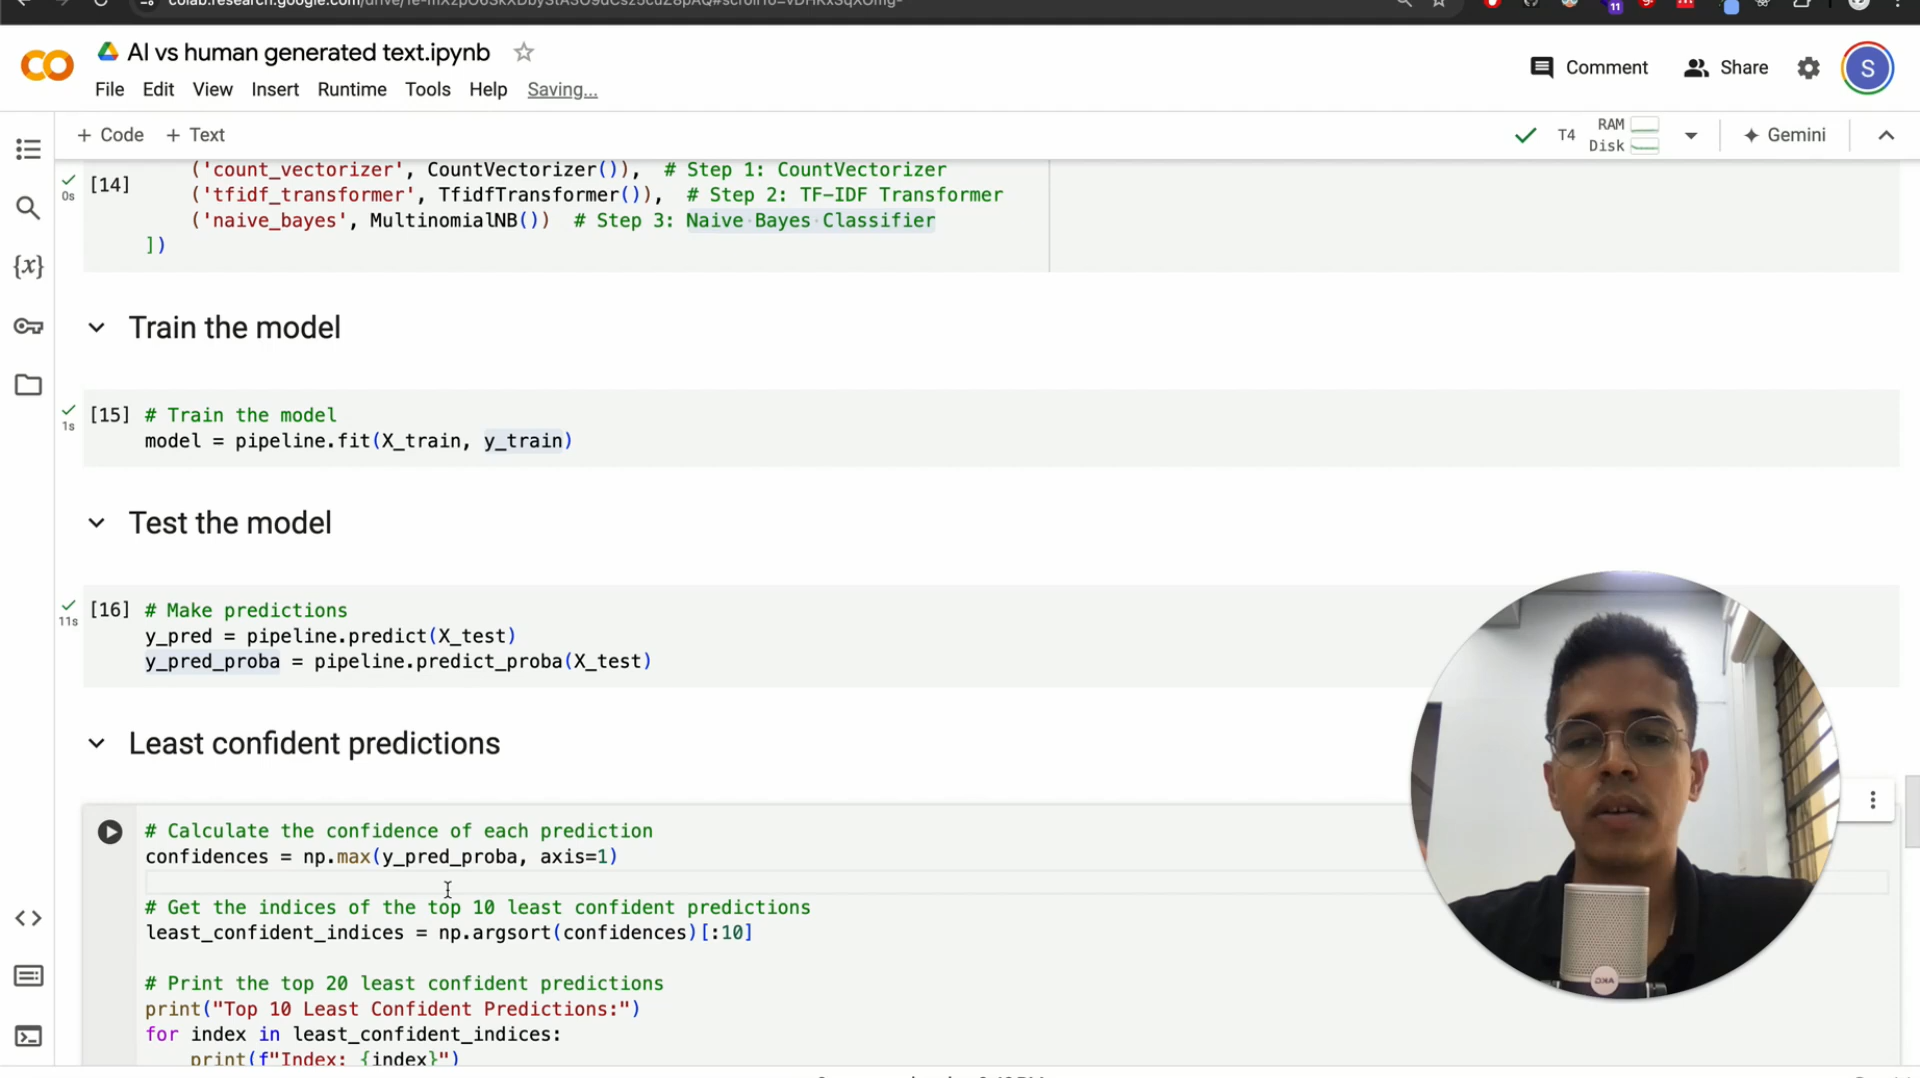 AI vs human generated text.ipynb
Comment
Share
S
File Edit View Insert Runtime Tools Help Saving...
+ Code + Text
T4
RAM
Disk
Gemini
11
[14]
0s
('count_vectorizer', CountVectorizer()), # Step 1: CountVectorizer
('tfidf_transformer', TfidfTransformer()), # Step 2: TF-IDF Transformer
('naive_bayes', MultinomialNB()) # Step 3: Naive Bayes Classifier
])
Train the model
[15] # Train the model
1s
model = pipeline.fit(X_train, y_train)
Test the model
[16] # Make predictions
11s
y_pred = pipeline.predict(X_test)
y_pred_proba = pipeline.predict_proba(X_test)
Least confident predictions
# Calculate the confidence of each prediction
confidences = np.max(y_pred_proba, axis=1)
# Get the indices of the top 10 least confident predictions
least_confident_indices = np.argsort(confidences)[:10]
# Print the top 20 least confident predictions
print("Top 10 Least Confident Predictions:")
for index in least_confident_indices:
print(f"Index: {index}")
AKG